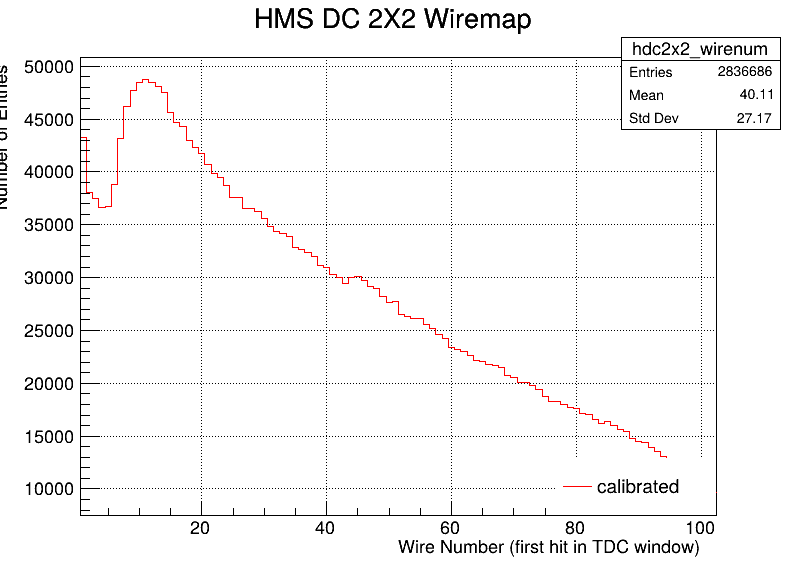 HMS DC 2X2 Wiremap
hdc2x2_wirenum
Entries 2836686
Mean 40.11
Std Dev 27.17
Number of Entries
50000
45000
40000
35000
30000
25000
20000
15000
10000
calibrated
20 40 60 80 100
Wire Number (first hit in TDC window)